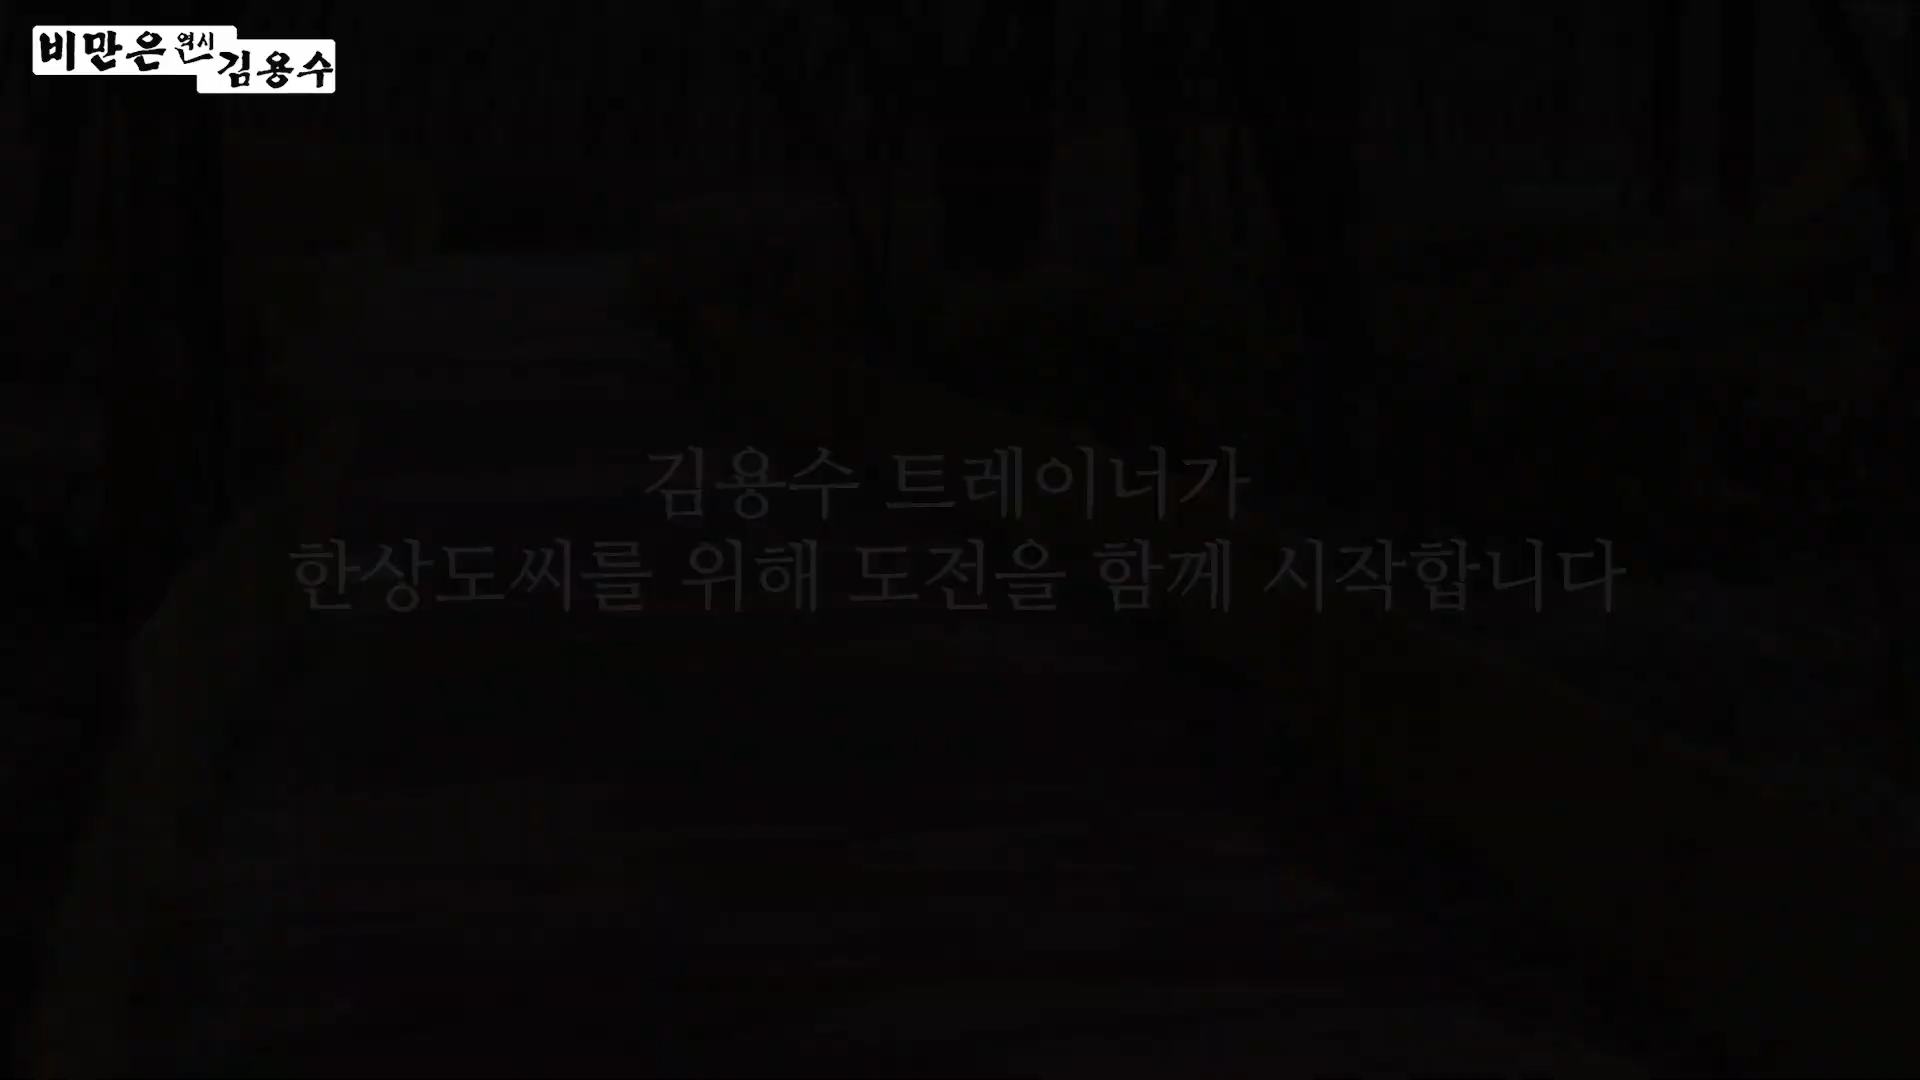 비만은 역시
김용수
김용수 트레이너가
한상도씨를 위해 도전을 함께 시작합니다